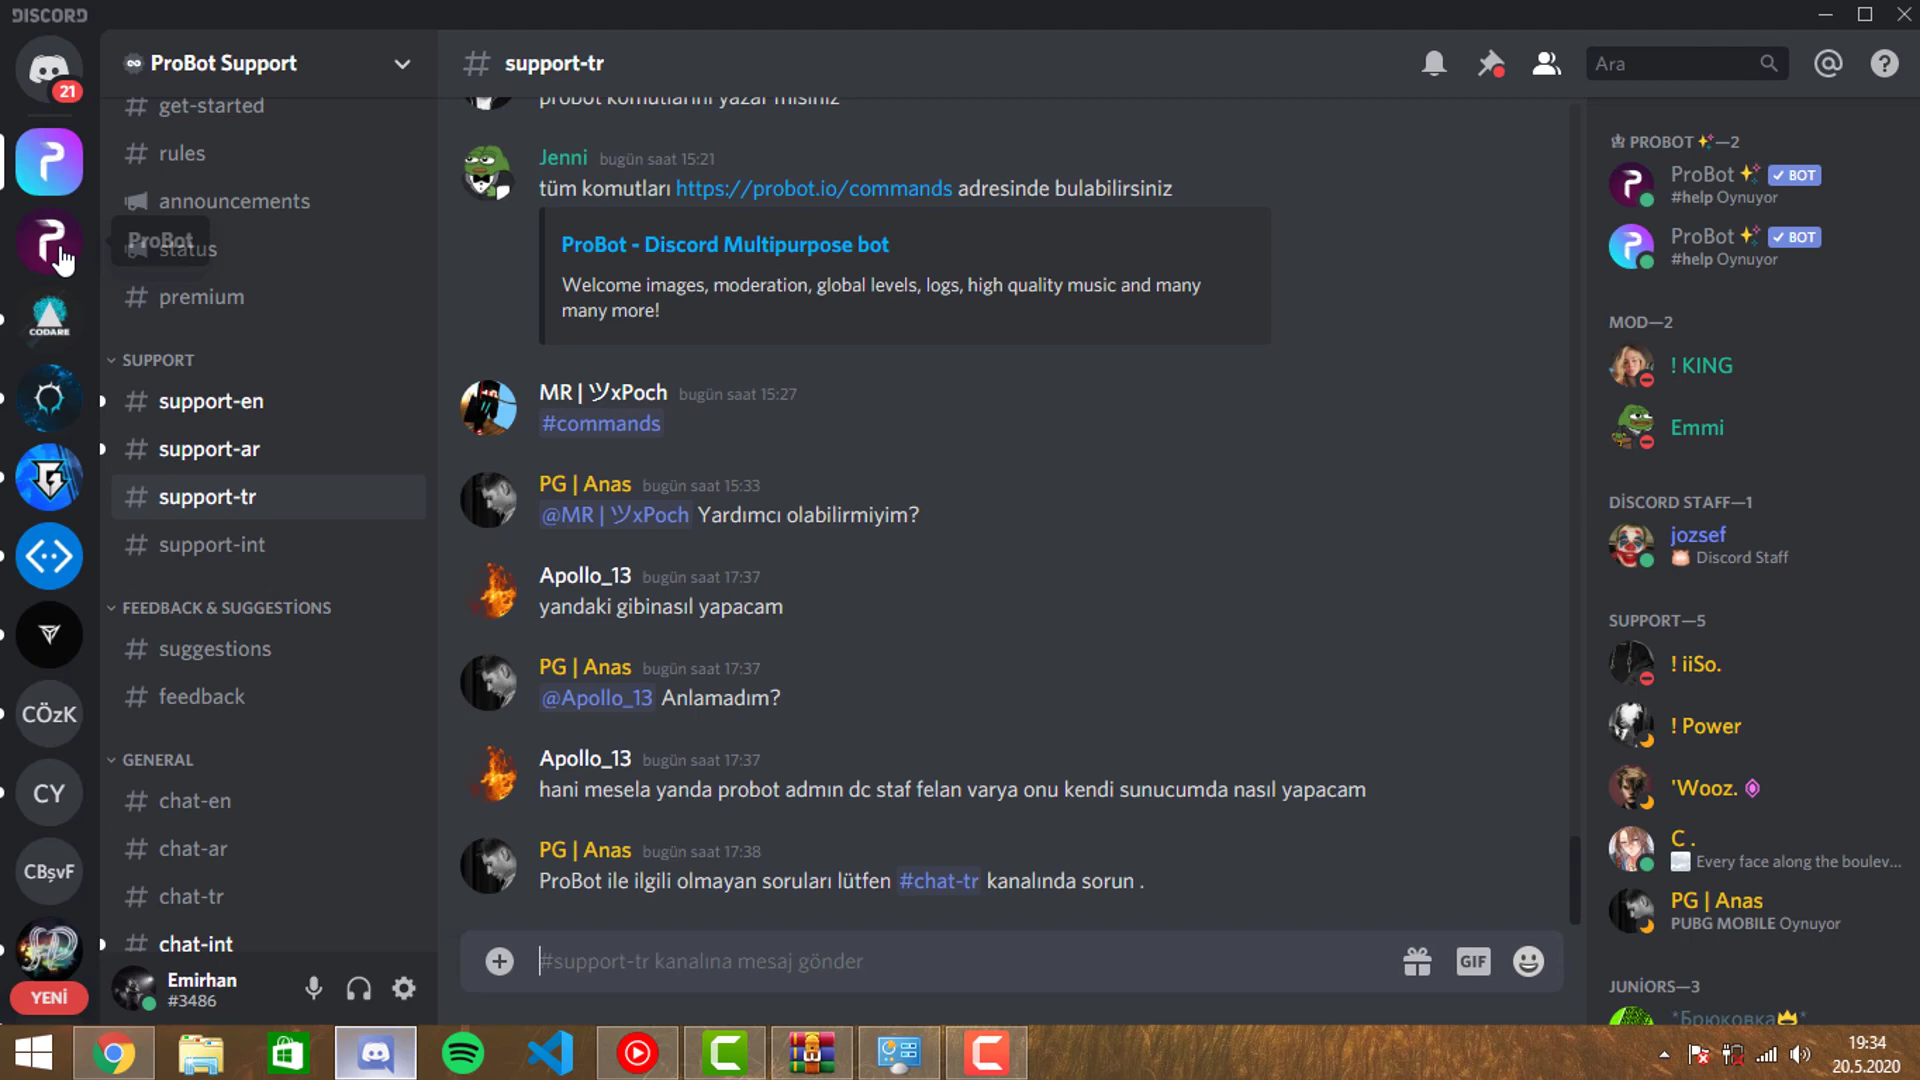 DISCORD
21
ProBot Support
get-started
rules
announcements
ProBot
status
premium
SUPPORT
support-en
support-ar
support-tr
support-int
FEEDBACK & SUGGESTİONS
suggestions
feedback
GENERAL
chat-en
chat-ar
chat-tr
chat-int
CODARE
CÖzK
CY
CBşvF
YENİ
Emirhan
#3486
support-tr
Ara
probot komutlarını yazar mısınız
Jenni bugün saat 15:21
tüm komutları https://probot.io/commands adresinde bulabilirsiniz
ProBot - Discord Multipurpose bot
Welcome images, moderation, global levels, logs, high quality music and many
many more!
MR | ツxPoch bugün saat 15:27
#commands
PG | Anas bugün saat 15:33
@MR | ツxPoch Yardımcı olabilirmiyim?
Apollo_13 bugün saat 17:37
yandaki gibinasıl yapacam
PG | Anas bugün saat 17:37
@Apollo_13 Anlamadım?
Apollo_13 bugün saat 17:37
hani mesela yanda probot admın dc staf felan varya onu kendi sunucumda nasıl yapacam
PG | Anas bugün saat 17:38
ProBot ile ilgili olmayan soruları lütfen #chat-tr kanalında sorun .
#support-tr kanalına mesaj gönder
GIF
PROBOT ✨—2
ProBot ✨ ✓ BOT
#help Oynuyor
ProBot ✨ ✓ BOT
#help Oynuyor
MOD—2
! KING
Emmi
DİSCORD STAFF—1
jozsef
Discord Staff
SUPPORT—5
! iiSo.
! Power
'Wooz.
C .
Every face along the boulev...
PG | Anas
PUBG MOBILE Oynuyor
JUNİORS—3
*Брюковка👑*
19:34
20.5.2020